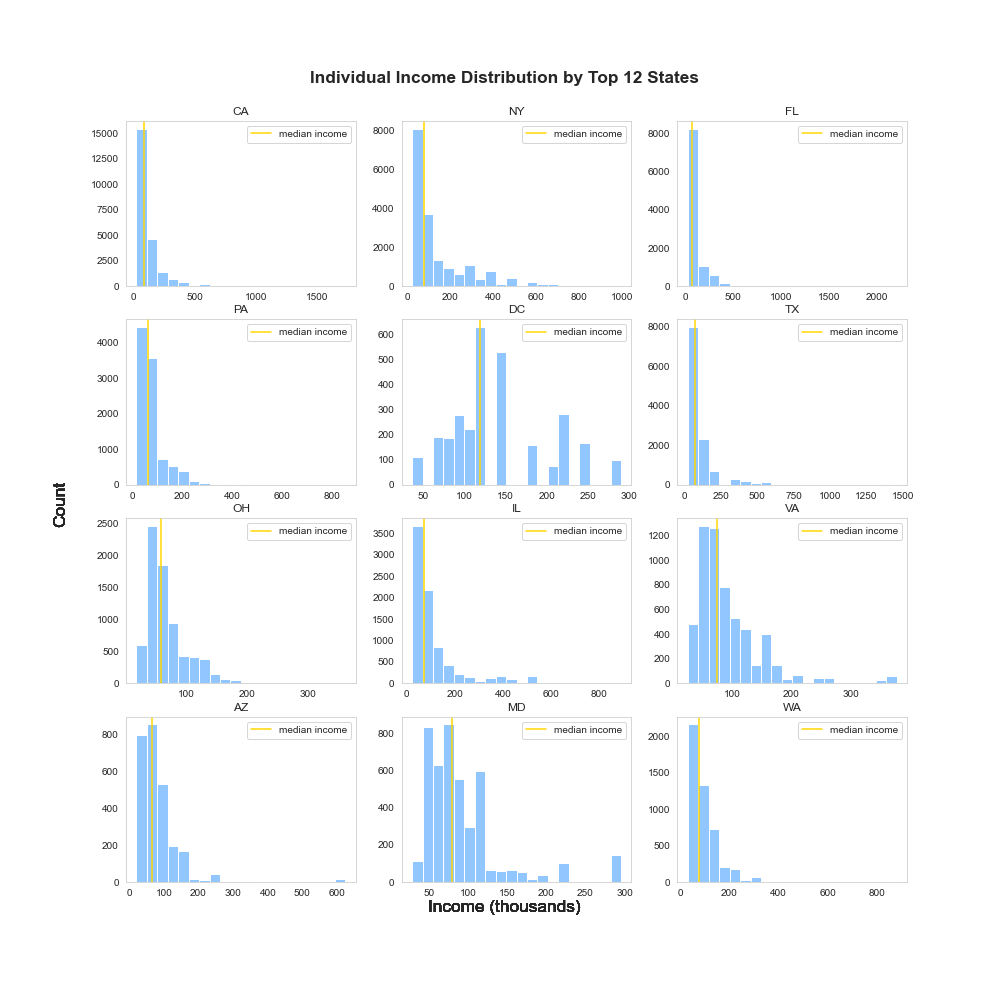 Individual Income Distribution by Top 12 States
CA
median income
15000
12500
10000
7500
5000
2500
0
0 500 1000 1500
NY
median income
8000
6000
4000
2000
0
0 200 400 600 800 1000
FL
median income
8000
6000
4000
2000
0
0 500 1000 1500 2000
PA
median income
4000
3000
2000
1000
0
0 200 400 600 800
DC
median income
600
500
400
300
200
100
0
50 100 150 200 250 300
TX
median income
8000
6000
4000
2000
0
0 250 500 750 1000 1250 1500
Count
OH
median income
2500
2000
1500
1000
500
0
100 200 300
IL
median income
3500
3000
2500
2000
1500
1000
500
0
0 200 400 600 800
VA
median income
1200
1000
800
600
400
200
0
100 200 300
AZ
median income
800
600
400
200
0
0 100 200 300 400 500 600
MD
median income
800
600
400
200
0
50 100 150 200 250 300
WA
median income
2000
1500
1000
500
0
0 200 400 600 800
Income (thousands)